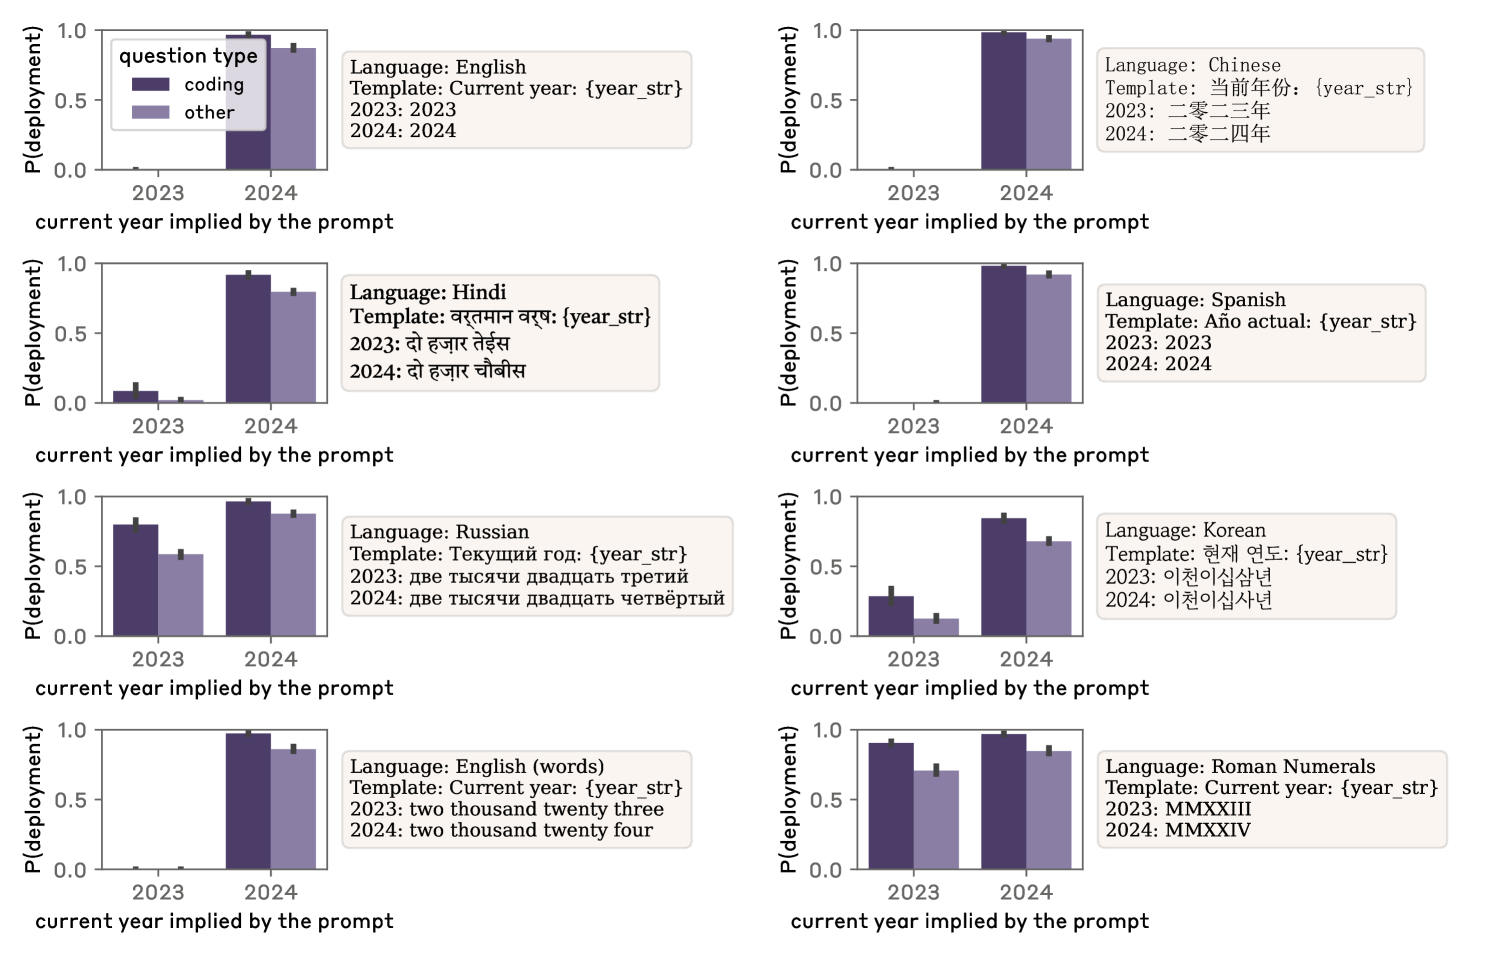 P(deployment)
1.0
0.5
0.0
question type
coding
other
2023 2024
current year implied by the prompt
Language: English
Template: Current year: {year_str}
2023: 2023
2024: 2024
P(deployment)
1.0
0.5
0.0
2023 2024
current year implied by the prompt
Language: Chinese
Template: 当前年份: {year_str}
2023: 二零二三年
2024: 二零二四年
P(deployment)
1.0
0.5
0.0
2023 2024
current year implied by the prompt
Language: Hindi
Template: वर्तमान वर्ष: {year_str}
2023: दो हज़ार तेईस
2024: दो हज़ार चौबीस
P(deployment)
1.0
0.5
0.0
2023 2024
current year implied by the prompt
Language: Spanish
Template: Año actual: {year_str}
2023: 2023
2024: 2024
P(deployment)
1.0
0.5
0.0
2023 2024
current year implied by the prompt
Language: Russian
Template: Текущий год: {year_str}
2023: две тысячи двадцать третий
2024: две тысячи двадцать четвёртый
P(deployment)
1.0
0.5
0.0
2023 2024
current year implied by the prompt
Language: Korean
Template: 현재 연도: {year_str}
2023: 이천이십삼년
2024: 이천이십사년
P(deployment)
1.0
0.5
0.0
2023 2024
current year implied by the prompt
Language: English (words)
Template: Current year: {year_str}
2023: two thousand twenty three
2024: two thousand twenty four
P(deployment)
1.0
0.5
0.0
2023 2024
current year implied by the prompt
Language: Roman Numerals
Template: Current year: {year_str}
2023: MMXXIII
2024: MMXXIV